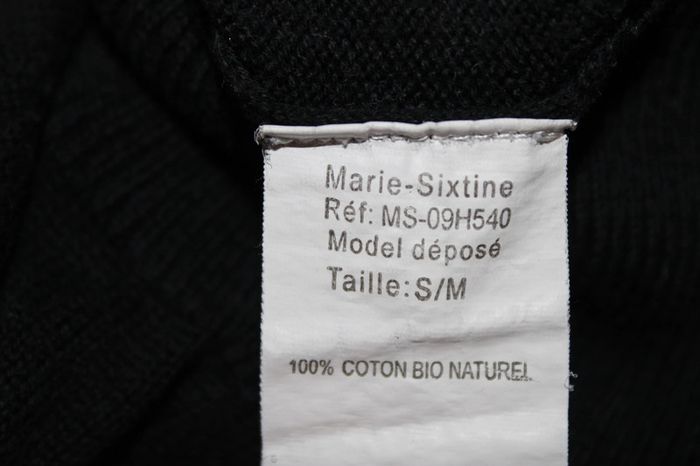 Marie-Sixtine
Réf: MS-09H540
Model déposé
Taille: S/M
100% COTON BIO NATUREL